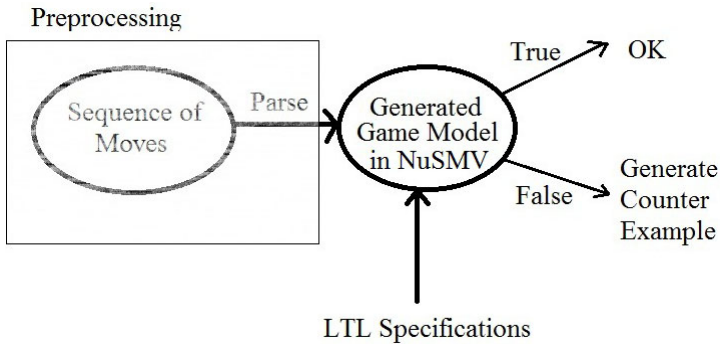 Preprocessing
Sequence of
Moves
Parse
Generated
Game Model
in NuSMV
True
OK
False
Generate
Counter
Example
LTL Specifications